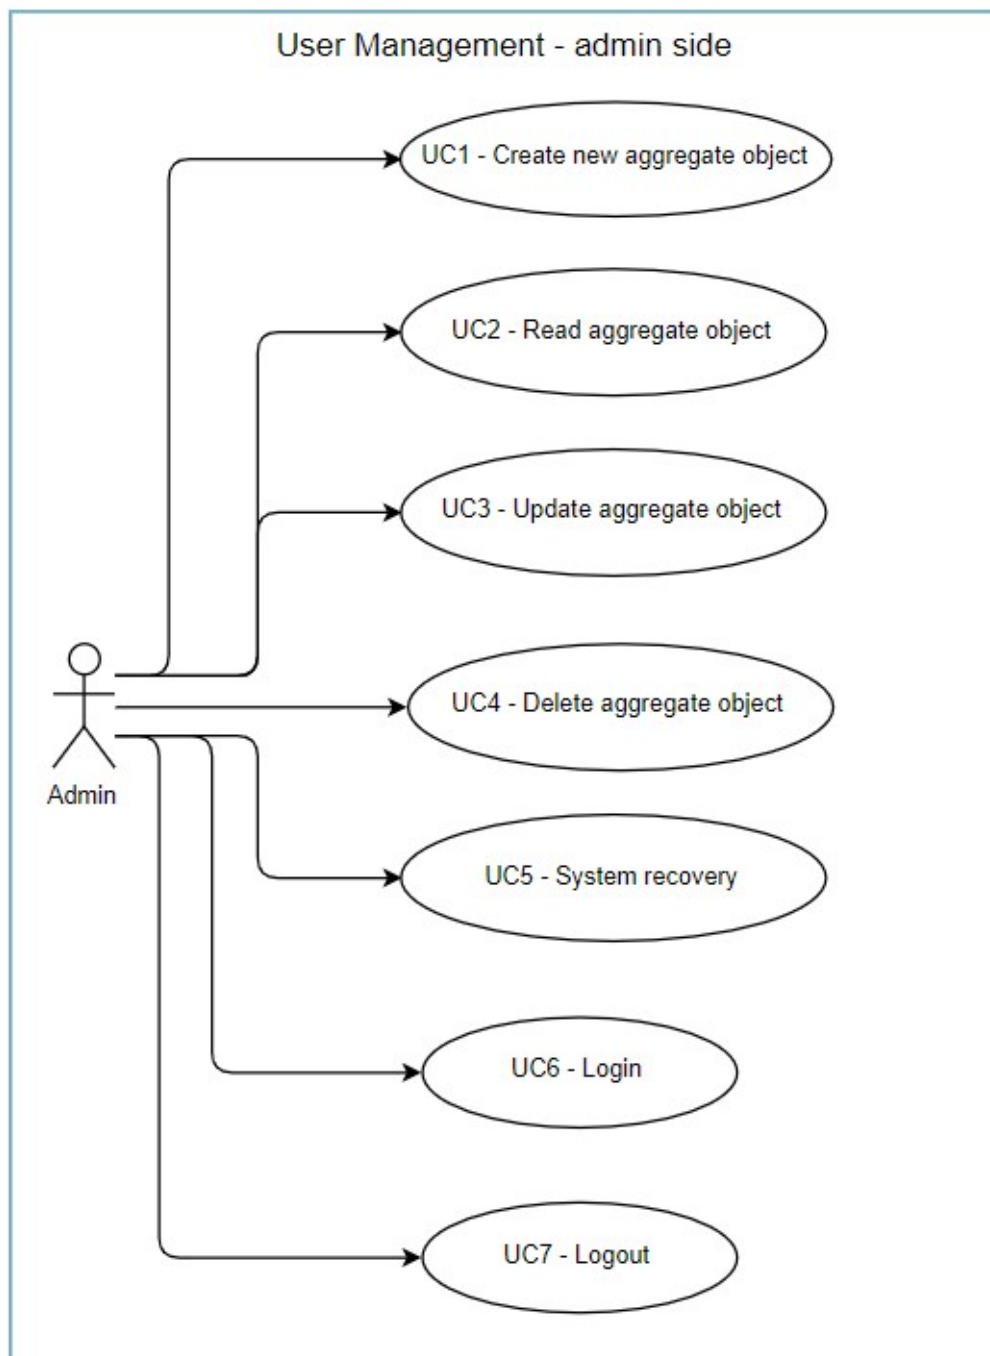 User Management - admin side
UC1 - Create new aggregate object
UC2 - Read aggregate object
UC3 - Update aggregate object
UC4 - Delete aggregate object
Admin
UC5 - System recovery
UC6 - Login
UC7 - Logout